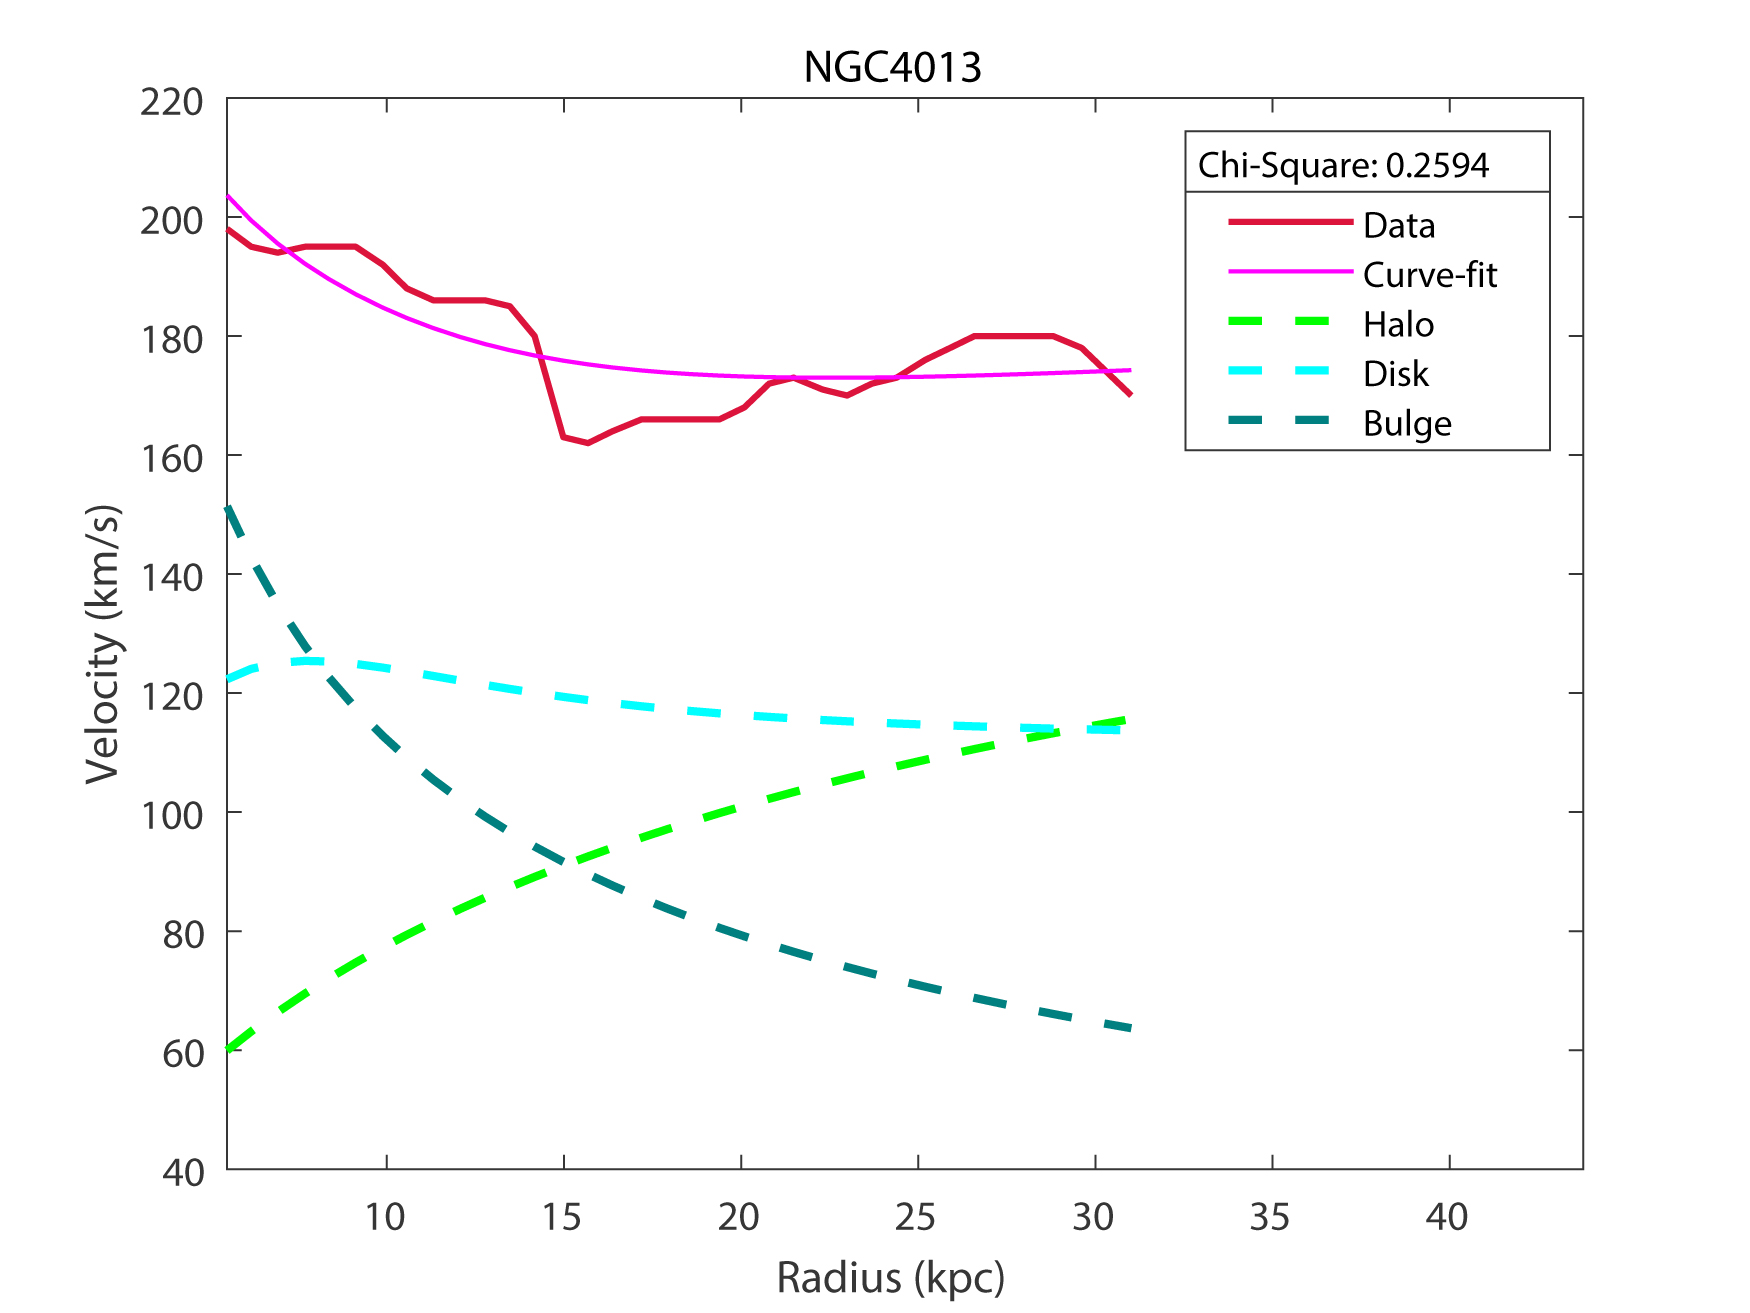 NGC4013
220
200
180
160
140
120
100
80
60
40
Velocity (km/s)
Chi-Square: 0.2594
Data
Curve-fit
Halo
Disk
Bulge
10 15 20 25 30 35 40
Radius (kpc)